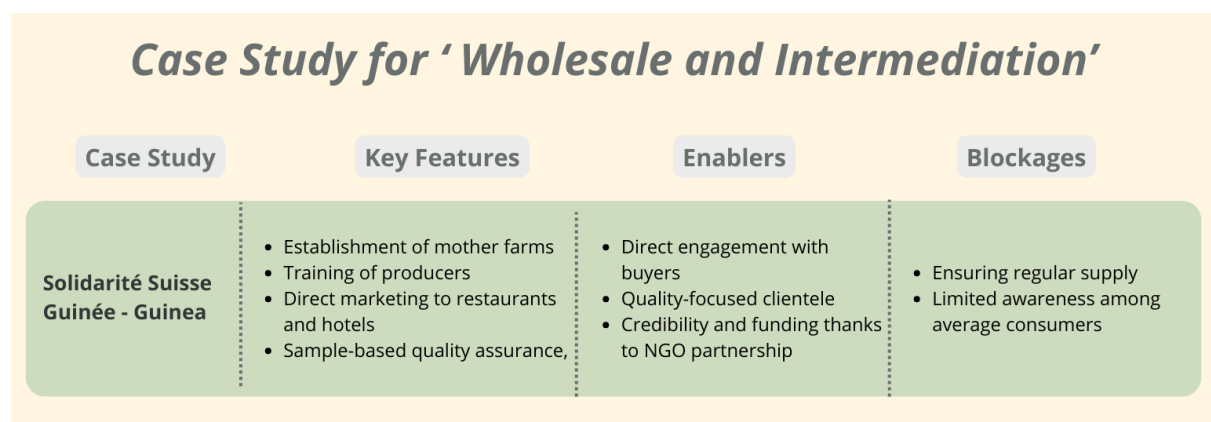 Case Study for ‘ Wholesale and Intermediation’
Case Study
Key Features
Enablers
Blockages
Solidarité Suisse
Guinée - Guinea
• Establishment of mother farms
• Training of producers
• Direct marketing to restaurants
and hotels
• Sample-based quality assurance,
• Direct engagement with
buyers
• Quality-focused clientele
• Credibility and funding thanks
to NGO partnership
• Ensuring regular supply
• Limited awareness among
average consumers